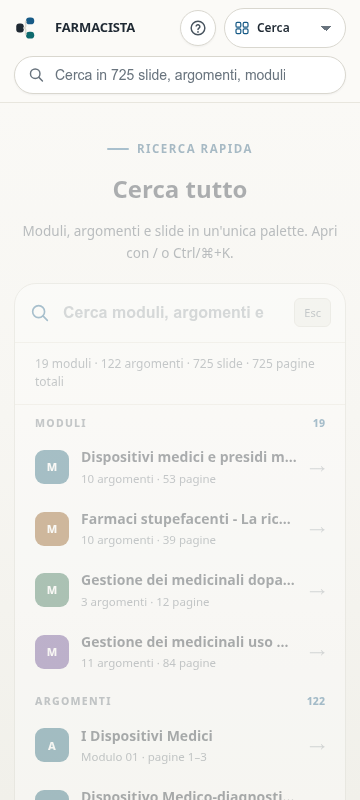 FARMACISTA
Cerca
Cerca in 725 slide, argomenti, moduli
RICERCA RAPIDA
Cerca tutto
Moduli, argomenti e slide in un'unica palette. Apri
con / o Ctrl/⌘+K.
Cerca moduli, argomenti e
Esc
19 moduli · 122 argomenti · 725 slide · 725 pagine
totali
MODULI 19
M Dispositivi medici e presidi m... →
10 argomenti · 53 pagine
M Farmaci stupefacenti - La ric... →
10 argomenti · 39 pagine
M Gestione dei medicinali dopa... →
3 argomenti · 12 pagine
M Gestione dei medicinali uso ... →
11 argomenti · 84 pagine
ARGOMENTI 122
A I Dispositivi Medici →
Modulo 01 · pagine 1–3
Dispositivo Medico-diagnosti...